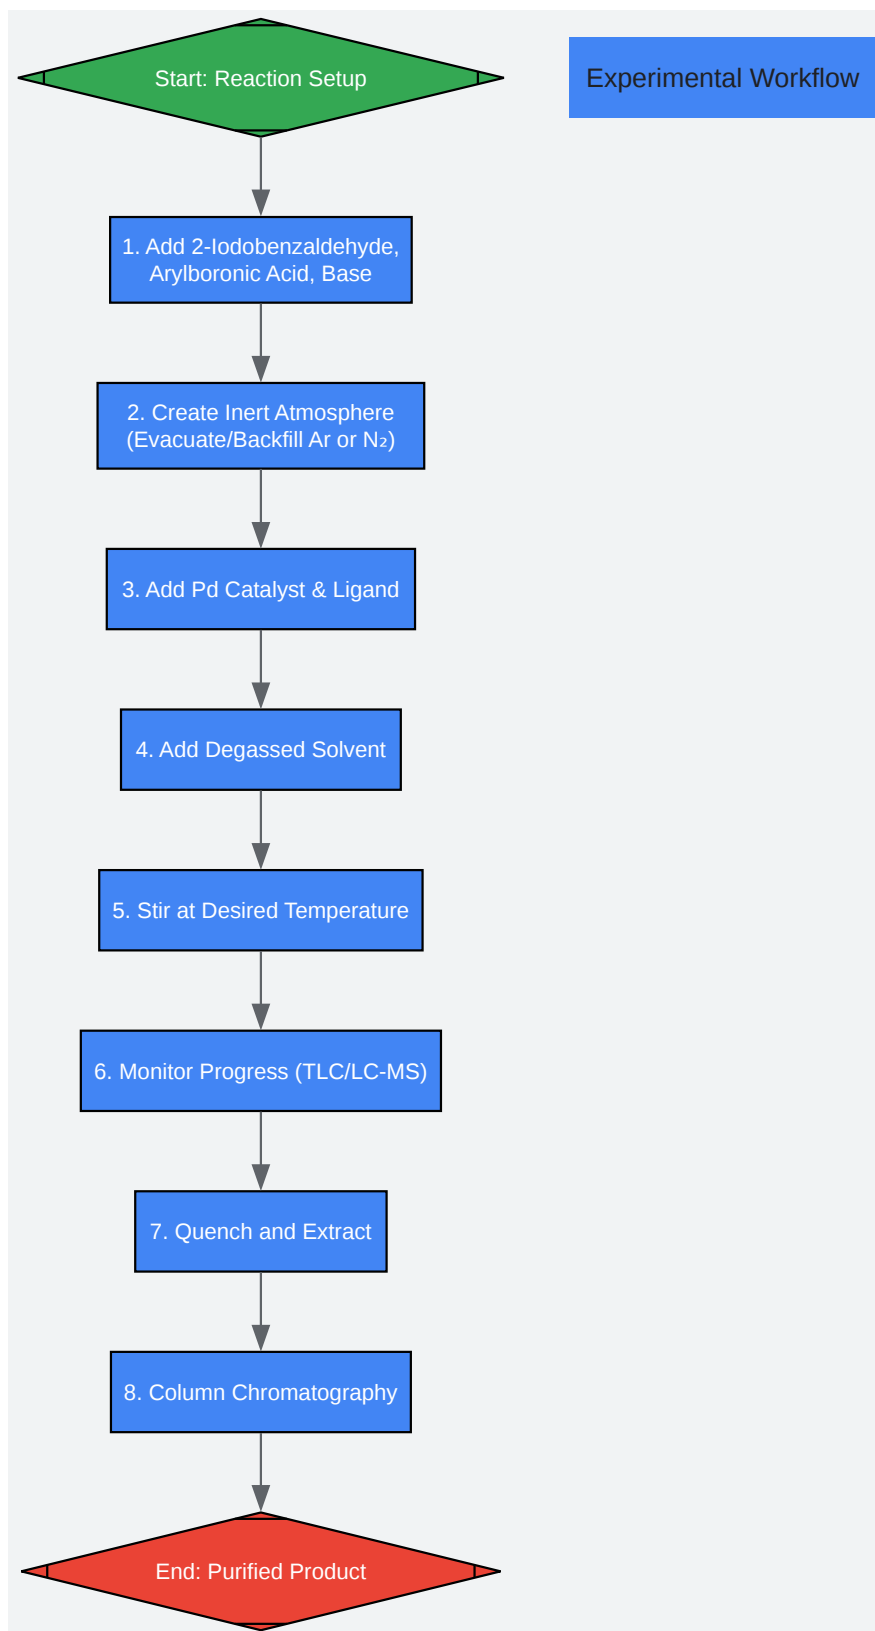 Start: Reaction Setup
Experimental Workflow
1. Add 2-Iodobenzaldehyde,
Arylboronic Acid, Base
2. Create Inert Atmosphere
(Evacuate/Backfill Ar or N₂)
3. Add Pd Catalyst & Ligand
4. Add Degassed Solvent
5. Stir at Desired Temperature
6. Monitor Progress (TLC/LC-MS)
7. Quench and Extract
8. Column Chromatography
End: Purified Product